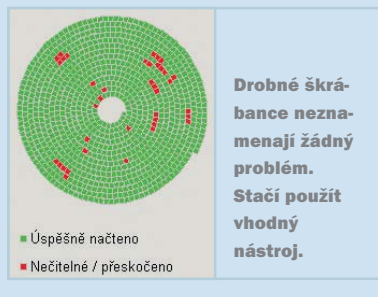 Drobné škrá-
bance nezna-
menají žádný
problém.
Stačí použít
vhodný
nástroj.
Úspěšně načteno
Nečitelné / přeskočeno